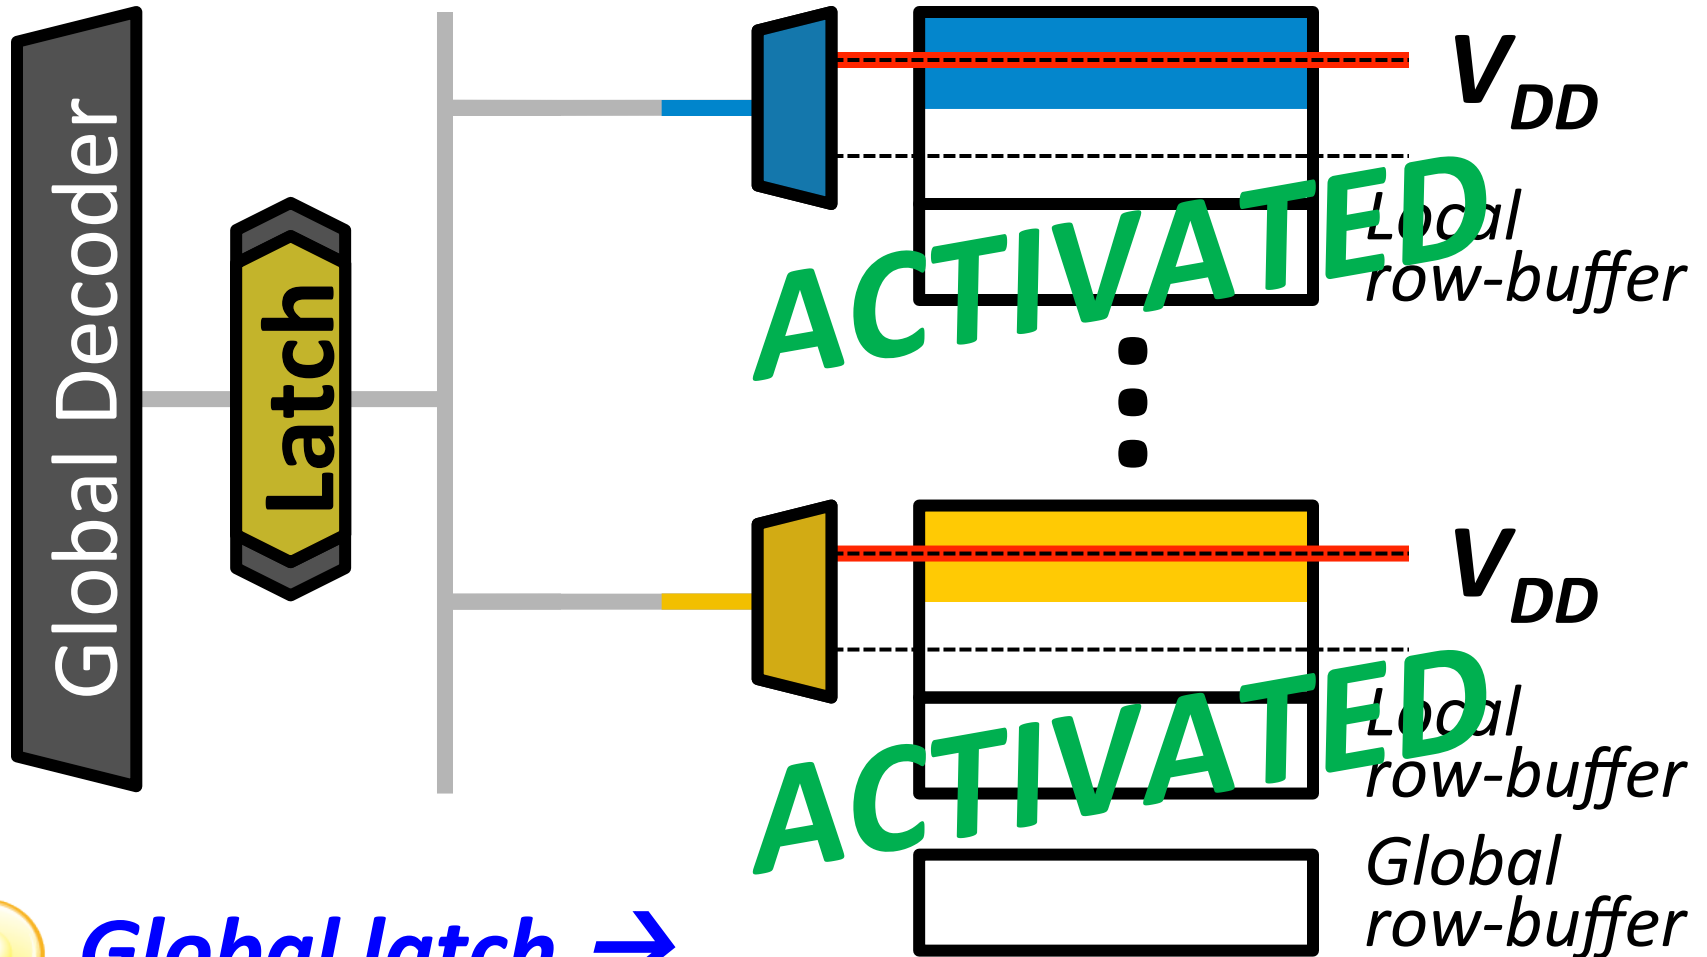 Global Decoder
Latch
V
DD
Local
row-buffer
ACTIVATED
V
DD
Local
row-buffer
ACTIVATED
Global
row-buffer
Global latch →